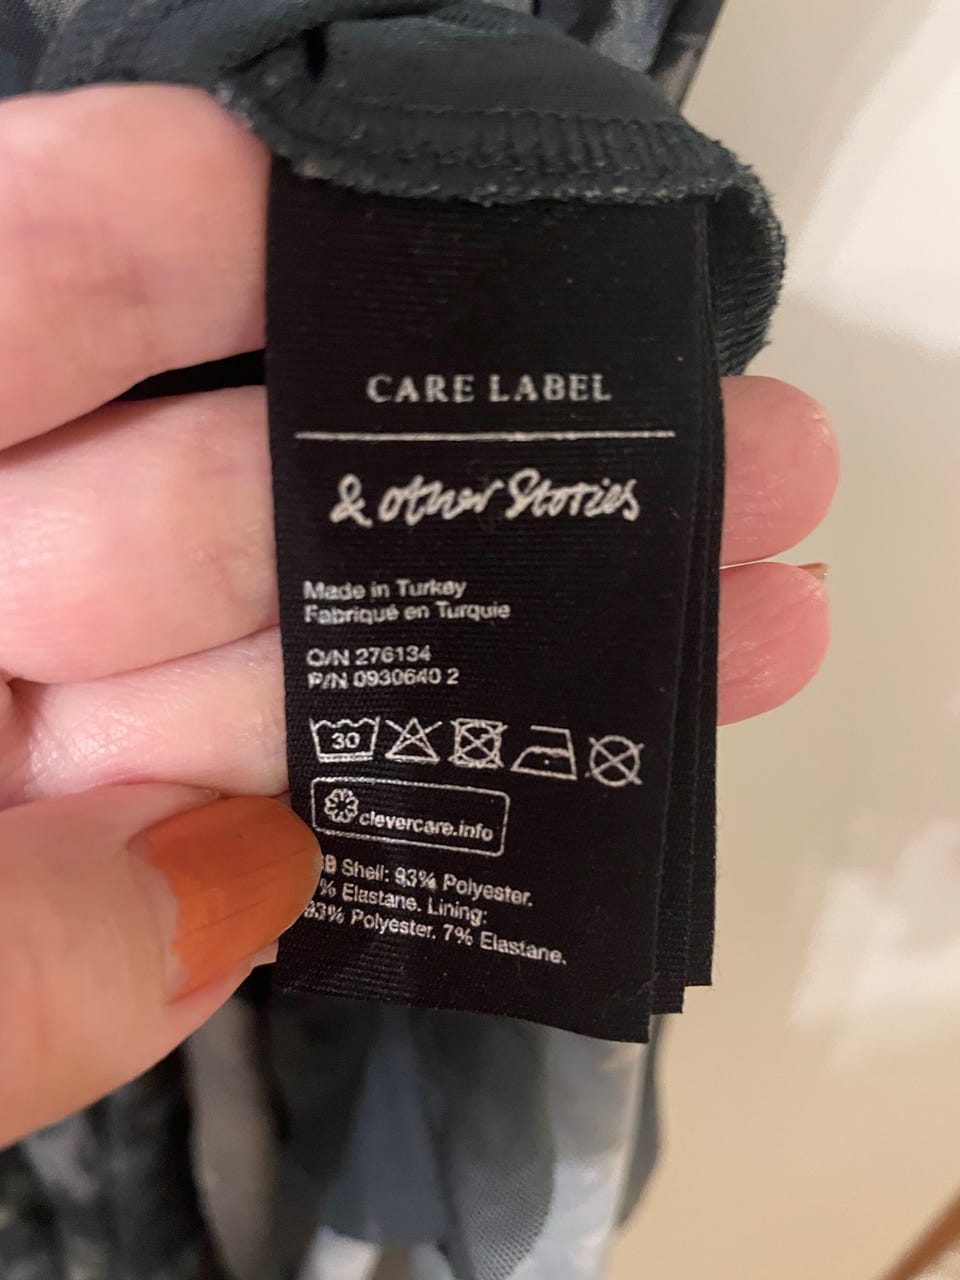 CARE LABEL
& other Stories
Made in Turkey
Fabriqué en Turquie
O/N 276134
P/N 0930640 2
30
clevercare.info
Shell: 93% Polyester.
% Elastane. Lining:
93% Polyester. 7% Elastane.